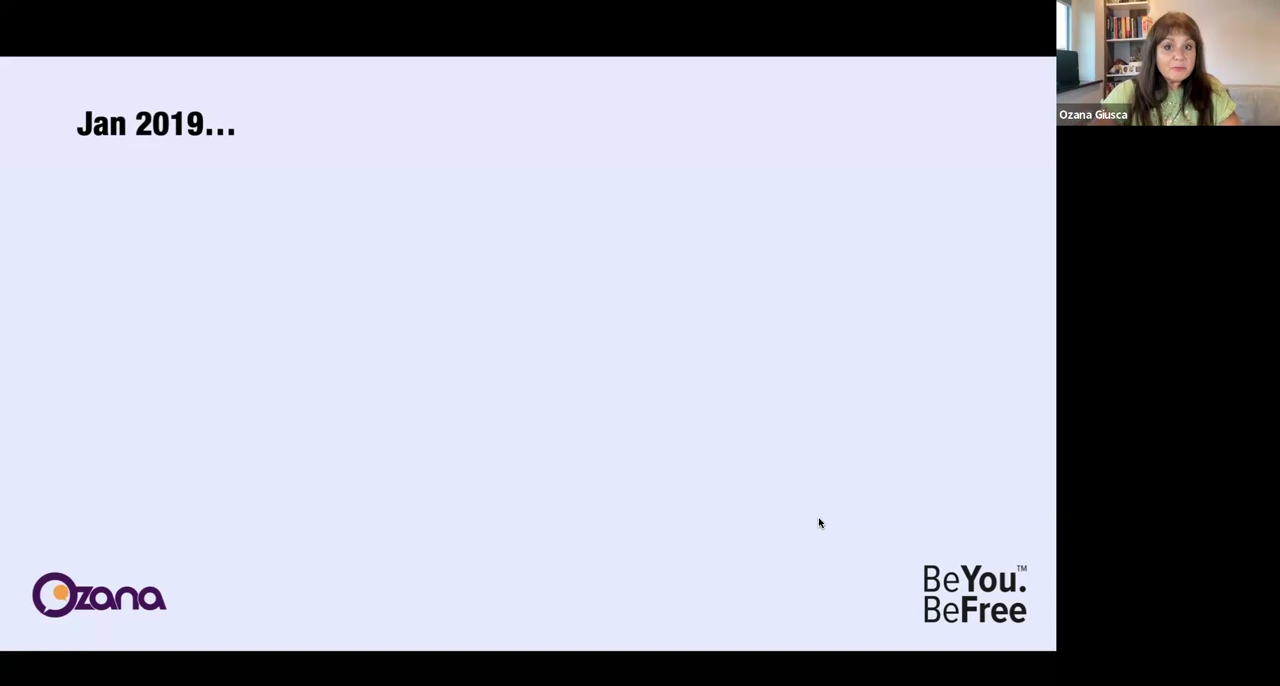 Jan 2019...
Ozana Giusca
Ozana
BeYou.™
BeFree